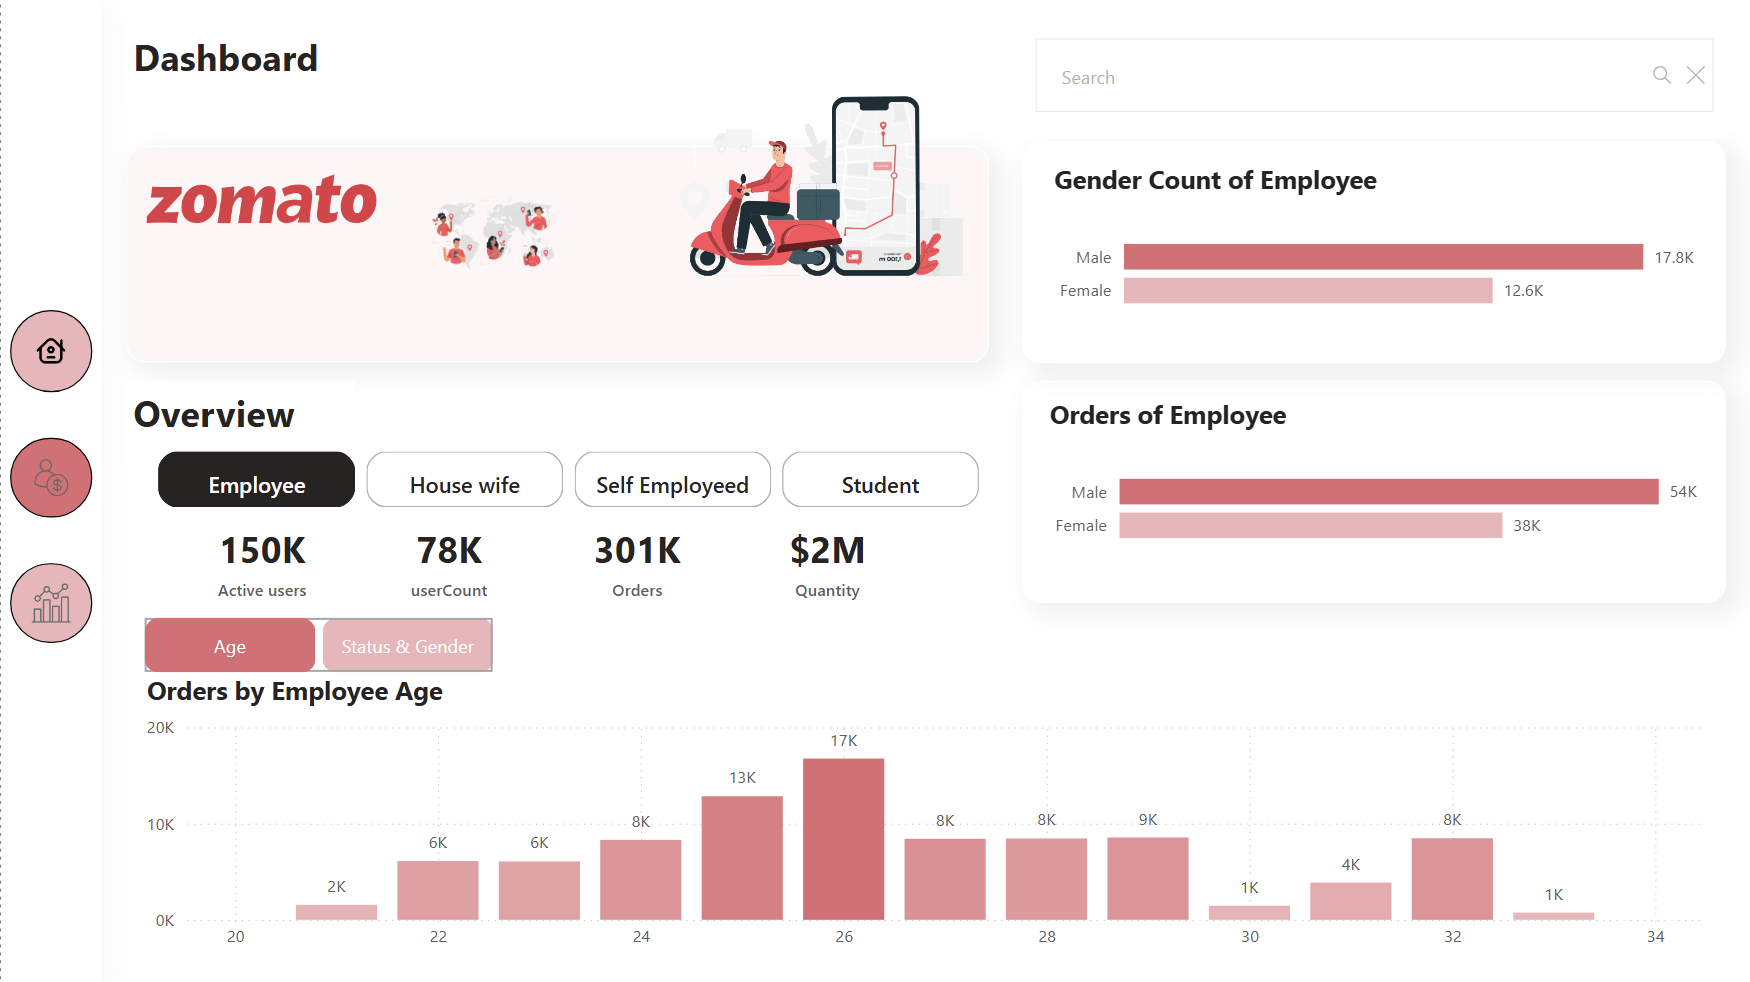 Dashboard
Search
zomato
Gender Count of Employee
Male 17.8K
Female 12.6K
Overview
Employee House wife Self Employeed Student
150K 78K 301K $2M
Active users userCount Orders Quantity
Orders of Employee
Male 54K
Female 38K
Age Status & Gender
Orders by Employee Age
20K
10K
0K
2K 6K 6K 8K 13K 17K 8K 8K 9K 1K 4K 8K 1K
20 22 24 26 28 30 32 34